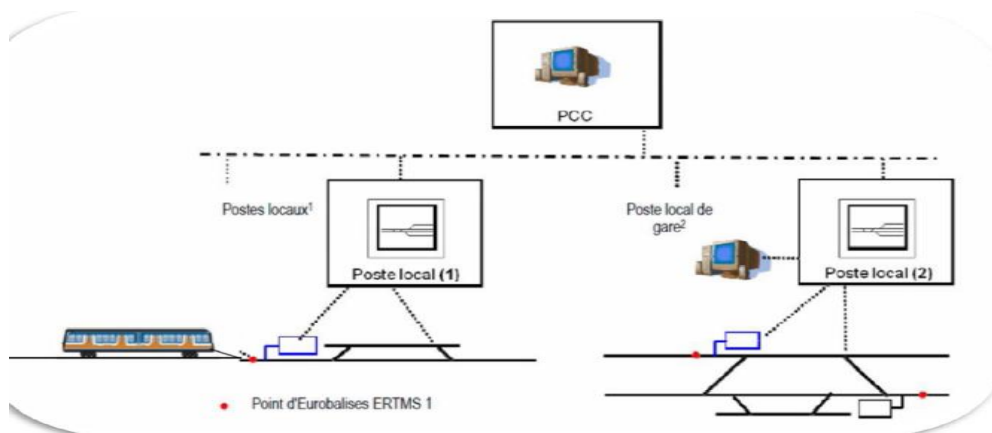 PCC
Postes locaux¹
Poste local de
gare²
Poste local (1)
Poste local (2)
Point d'Eurobalises ERTMS 1